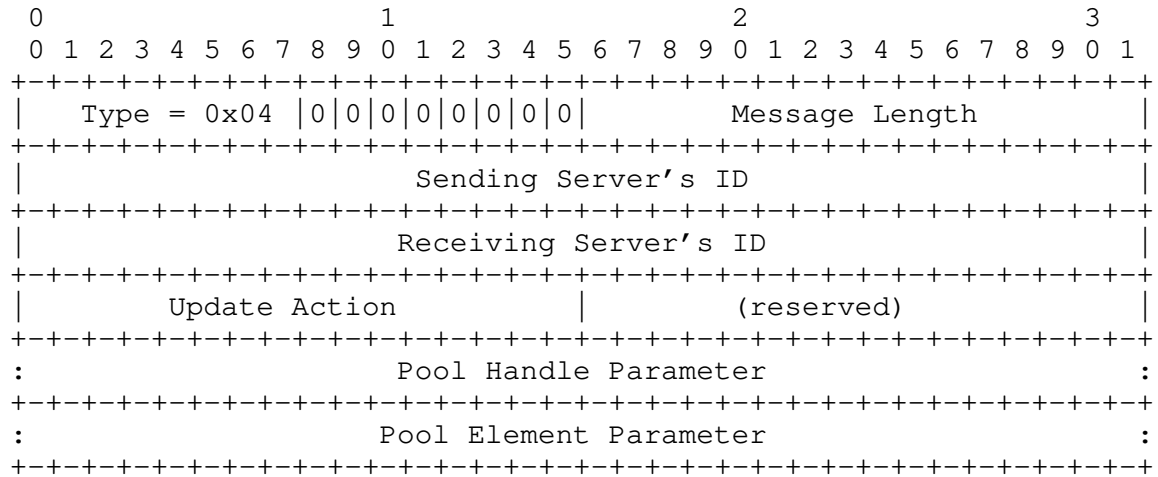 0                   1                   2                   3
 0 1 2 3 4 5 6 7 8 9 0 1 2 3 4 5 6 7 8 9 0 1 2 3 4 5 6 7 8 9 0 1
+-+-+-+-+-+-+-+-+-+-+-+-+-+-+-+-+-+-+-+-+-+-+-+-+-+-+-+-+-+-+-+-+
|   Type = 0x04 |0|0|0|0|0|0|0|0|        Message Length         |
+-+-+-+-+-+-+-+-+-+-+-+-+-+-+-+-+-+-+-+-+-+-+-+-+-+-+-+-+-+-+-+-+
|                      Sending Server’s ID                      |
+-+-+-+-+-+-+-+-+-+-+-+-+-+-+-+-+-+-+-+-+-+-+-+-+-+-+-+-+-+-+-+-+
|                     Receiving Server’s ID                     |
+-+-+-+-+-+-+-+-+-+-+-+-+-+-+-+-+-+-+-+-+-+-+-+-+-+-+-+-+-+-+-+-+
|        Update Action          |        (reserved)             |
+-+-+-+-+-+-+-+-+-+-+-+-+-+-+-+-+-+-+-+-+-+-+-+-+-+-+-+-+-+-+-+-+
:                     Pool Handle Parameter                     :
+-+-+-+-+-+-+-+-+-+-+-+-+-+-+-+-+-+-+-+-+-+-+-+-+-+-+-+-+-+-+-+-+
:                    Pool Element Parameter                     :
+-+-+-+-+-+-+-+-+-+-+-+-+-+-+-+-+-+-+-+-+-+-+-+-+-+-+-+-+-+-+-+-+